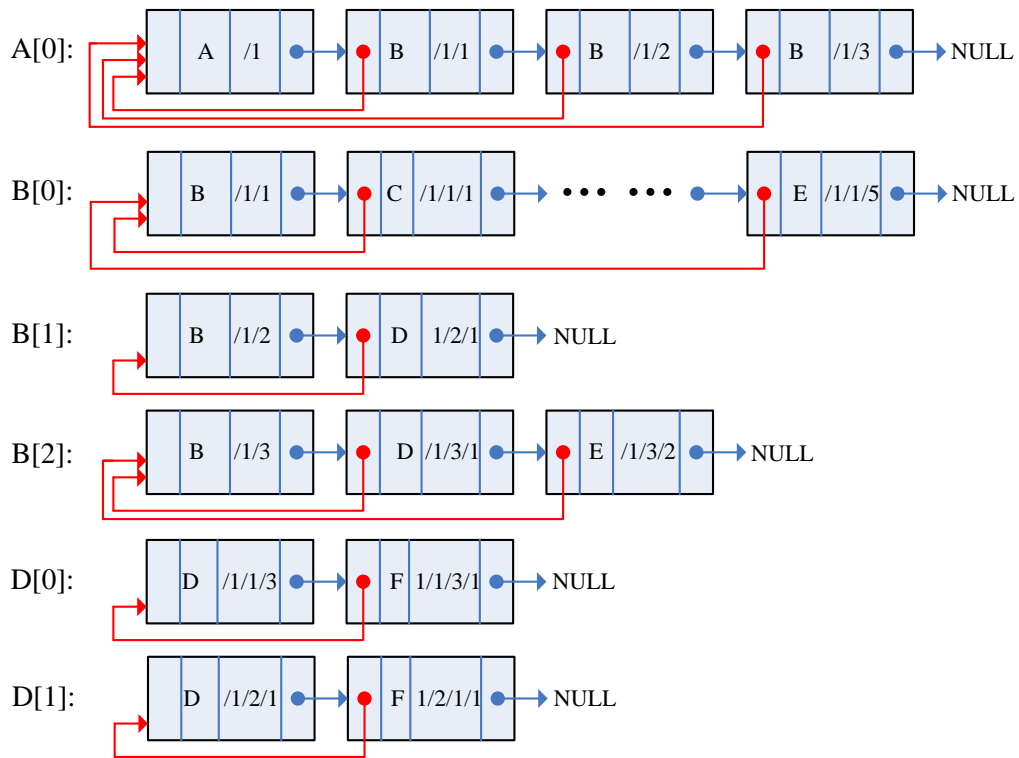 A[0]: A /1 B /1/1 B /1/2 B /1/3 NULL
B[0]: B /1/1 C /1/1/1 ••• ••• E /1/1/5 NULL
B[1]: B /1/2 D 1/2/1 NULL
B[2]: B /1/3 D /1/3/1 E /1/3/2 NULL
D[0]: D /1/1/3 F 1/1/3/1 NULL
D[1]: D /1/2/1 F 1/2/1/1 NULL